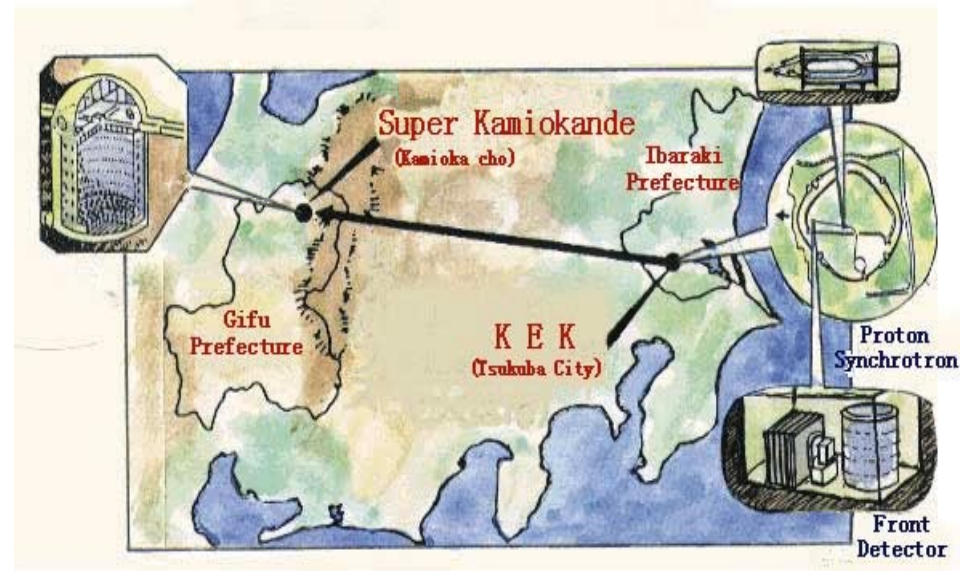 Super Kamiokande
(Kamioka cho)
Ibaraki
Prefecture
Gifu
Prefecture
K E K
(Tsukuba City)
Proton
Synchrotron
Front
Detector